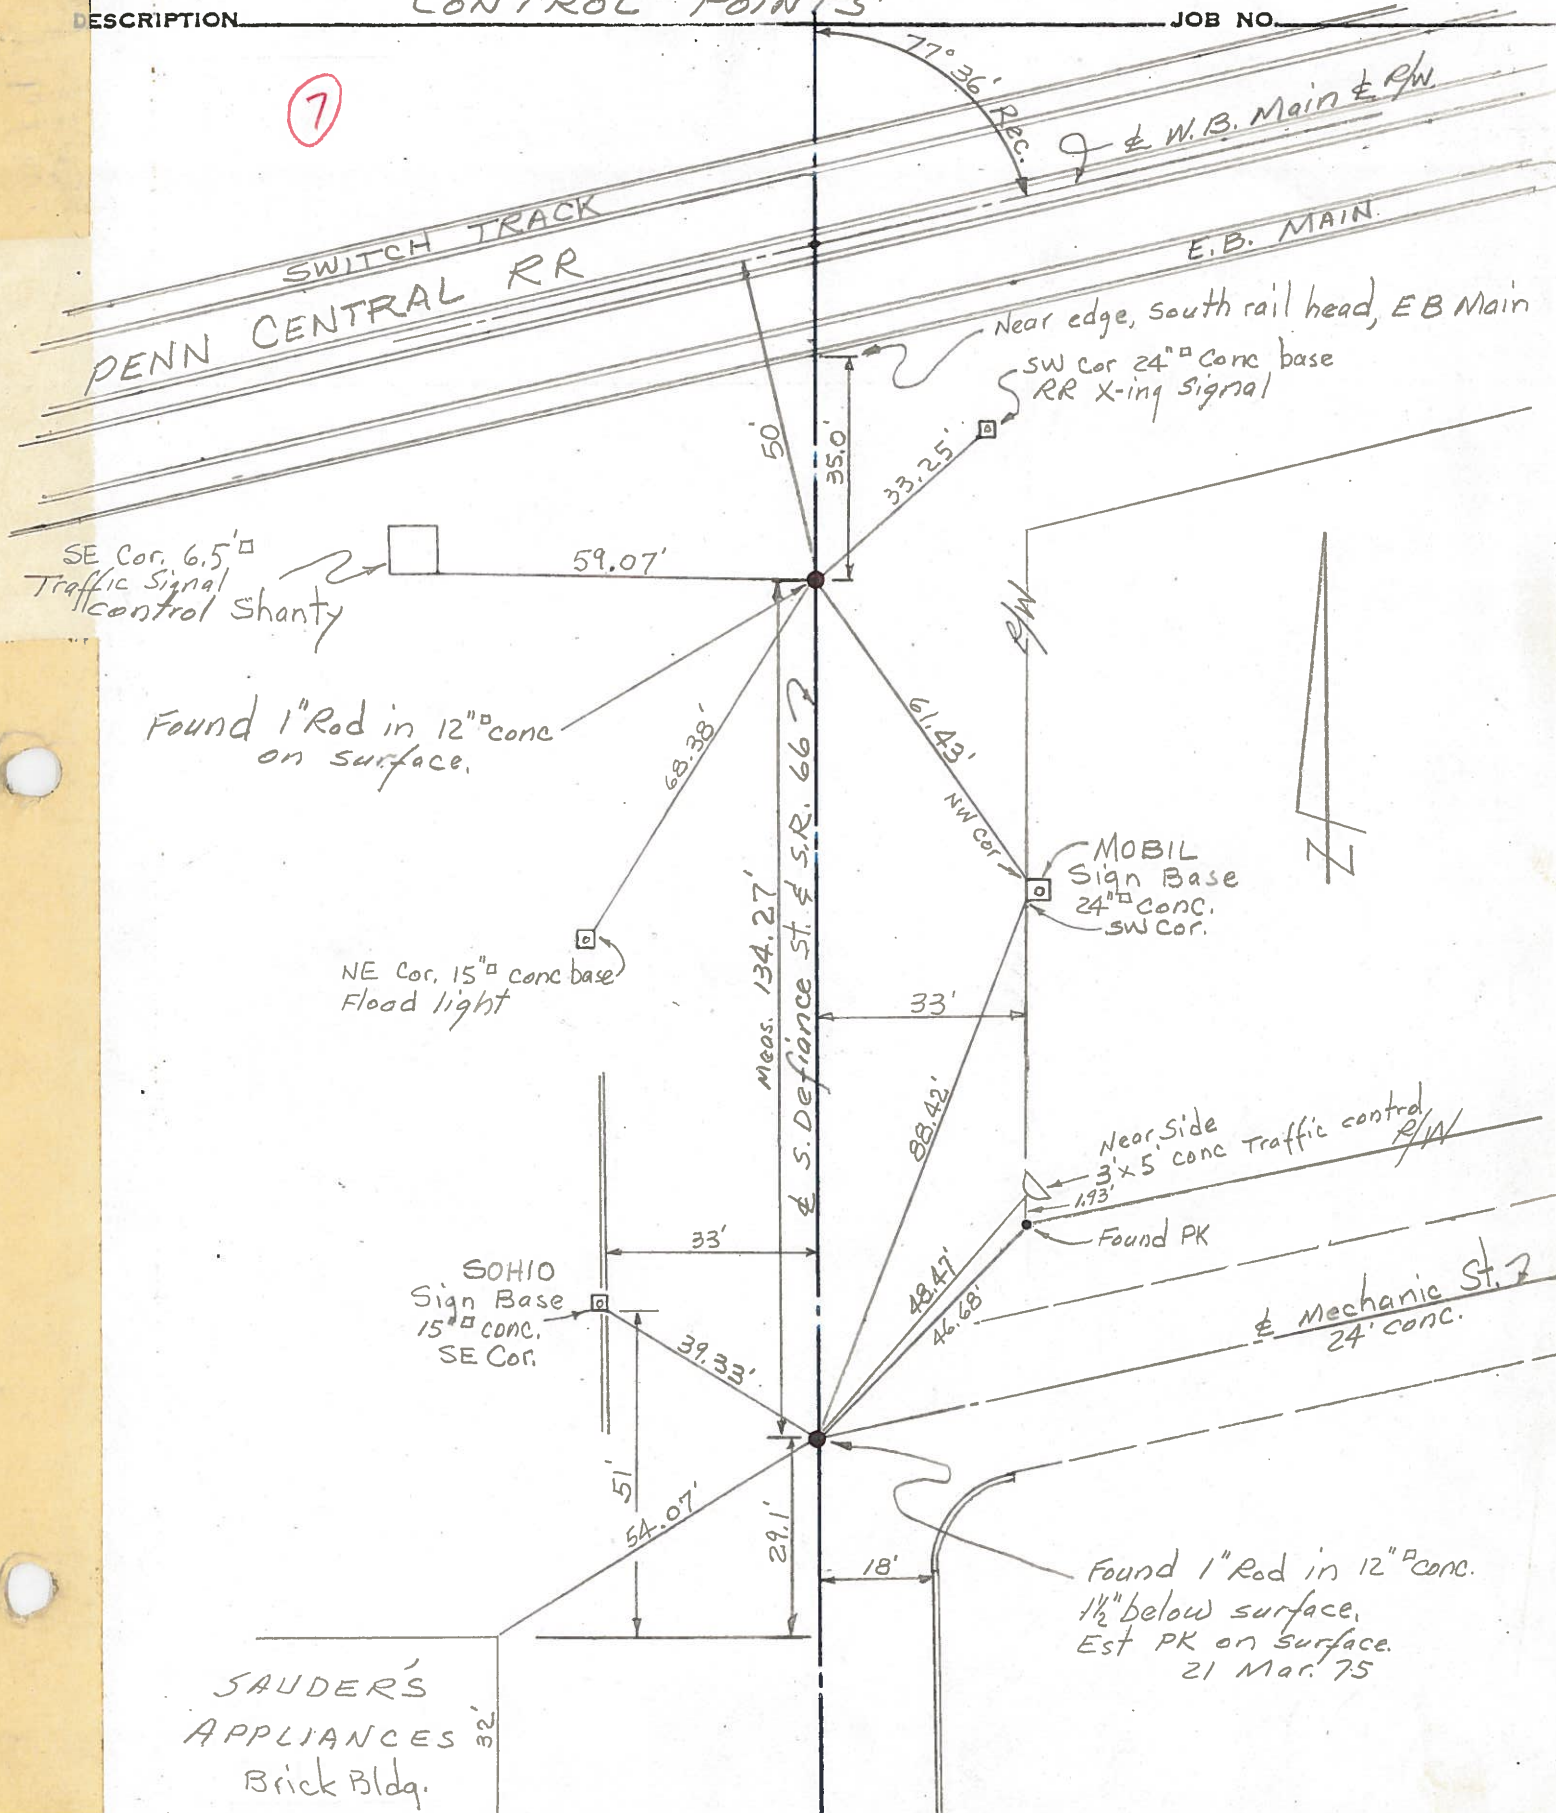 CONTROL POINTS
DESCRIPTION
JOB NO.
7
77° 36' Rec.
℄ W.B. Main ℄ R/W.
SWITCH TRACK
PENN CENTRAL RR
E.B. MAIN
Near edge, south rail head, EB Main
SW Cor 24"□ Conc base
RR X-ing Signal
50'
35.0'
33.25'
SE Cor. 6.5'□
Traffic Signal
Control Shanty
59.07'
R/W
Found 1" Rod in 12"□ conc
on surface.
68.38'
61.43'
NW Cor
MOBIL
Sign Base
24"□ conc.
SW Cor.
NE Cor. 15"□ conc base
Flood light
Meas. 134.27'
℄ S. Defiance St. & S.R. 66
33'
88.42'
Near Side
3'x5' conc Traffic control
R/W
1.93'
Found PK
33'
SOHIO
Sign Base
15"□ conc.
SE Cor.
48.47'
46.68'
℄ Mechanic St.
24' conc.
39.33'
51'
54.07'
29.1'
18'
Found 1" Rod in 12"□ conc.
1½" below surface.
Est PK on surface.
21 Mar. 75
SAUDER'S
APPLIANCES
Brick Bldg.
32'
N